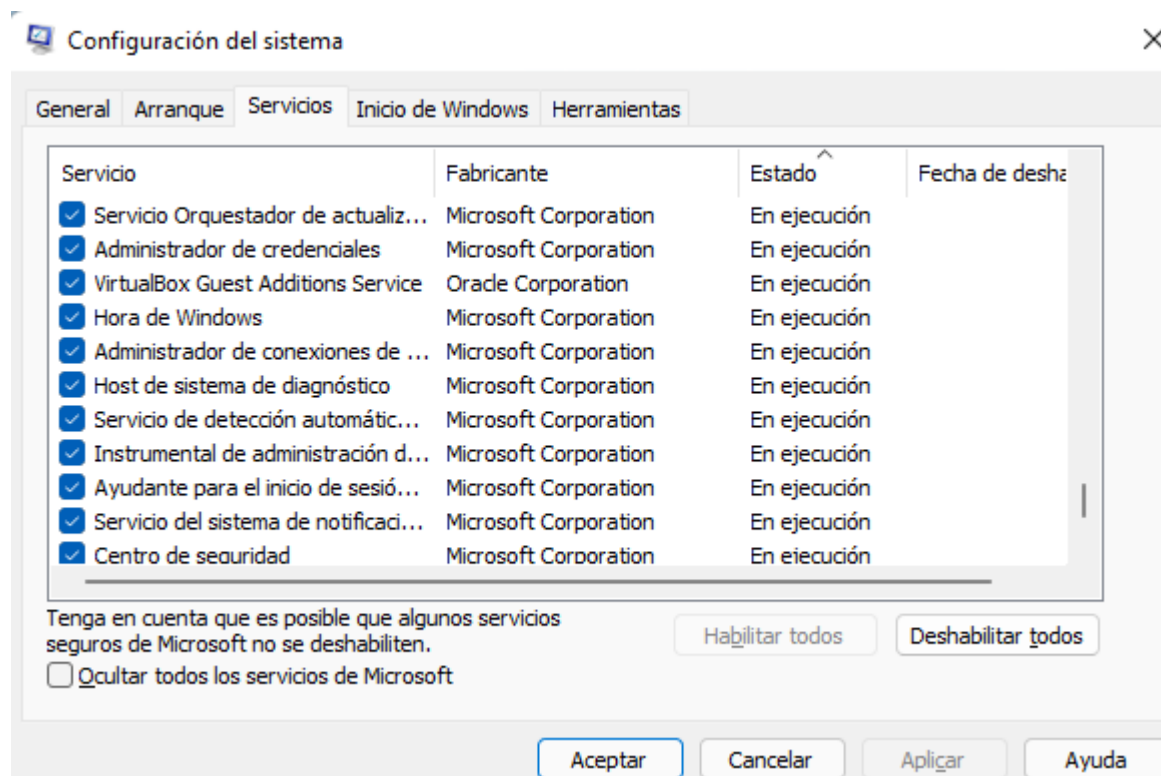 Configuración del sistema
General Arranque Servicios Inicio de Windows Herramientas
Servicio Fabricante Estado Fecha de desha
Servicio Orquestador de actualiz... Microsoft Corporation En ejecución
Administrador de credenciales Microsoft Corporation En ejecución
VirtualBox Guest Additions Service Oracle Corporation En ejecución
Hora de Windows Microsoft Corporation En ejecución
Administrador de conexiones de ... Microsoft Corporation En ejecución
Host de sistema de diagnóstico Microsoft Corporation En ejecución
Servicio de detección automátic... Microsoft Corporation En ejecución
Instrumental de administración d... Microsoft Corporation En ejecución
Ayudante para el inicio de sesió... Microsoft Corporation En ejecución
Servicio del sistema de notificaci... Microsoft Corporation En ejecución
Centro de seguridad Microsoft Corporation En ejecución
Tenga en cuenta que es posible que algunos servicios
seguros de Microsoft no se deshabiliten.
Habilitar todos Deshabilitar todos
Ocultar todos los servicios de Microsoft
Aceptar Cancelar Aplicar Ayuda